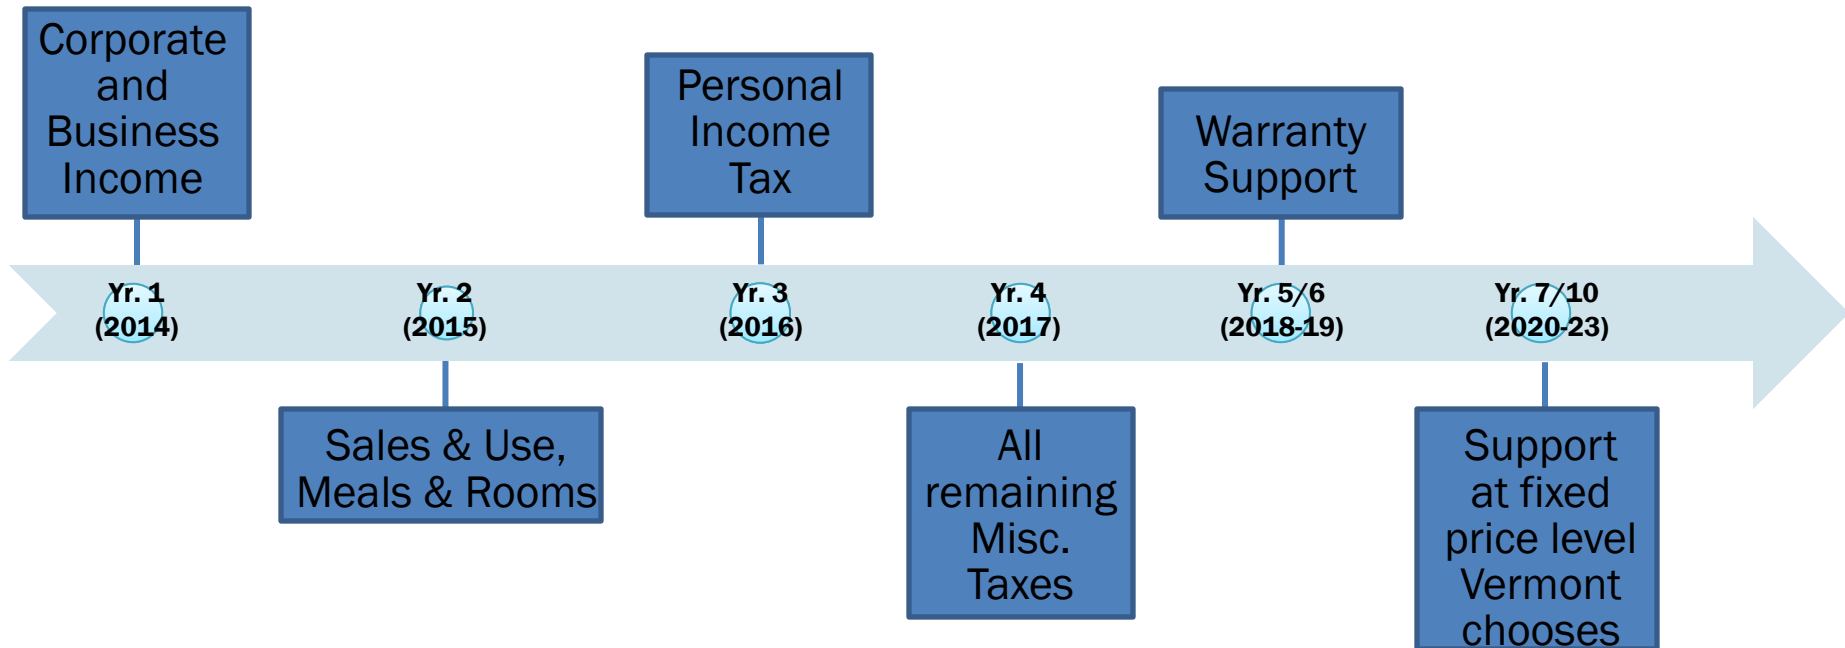 Corporate
and
Business
Income
Personal
Income
Tax
Warranty
Support
Yr. 1
(2014)
Yr. 2
(2015)
Yr. 3
(2016)
Yr. 4
(2017)
Yr. 5/6
(2018-19)
Yr. 7/10
(2020-23)
Sales & Use,
Meals & Rooms
All
remaining
Misc.
Taxes
Support
at fixed
price level
Vermont
chooses